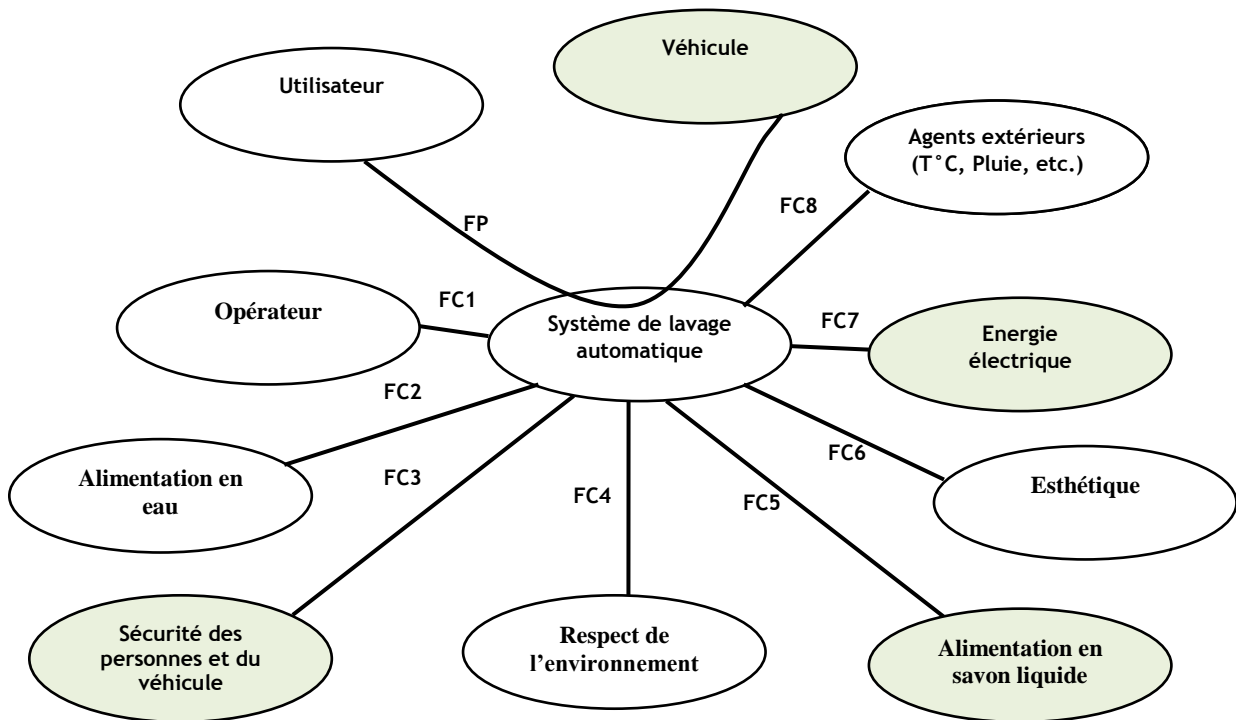 Véhicule
Utilisateur
Agents extérieurs
(T°C, Pluie, etc.)
FC8
FP
Opérateur
FC1
Système de lavage
automatique
FC7
Energie
électrique
FC2
Alimentation en
eau
FC3
FC4
FC5
FC6
Esthétique
Sécurité des
personnes et du
véhicule
Respect de
l'environnement
Alimentation en
savon liquide